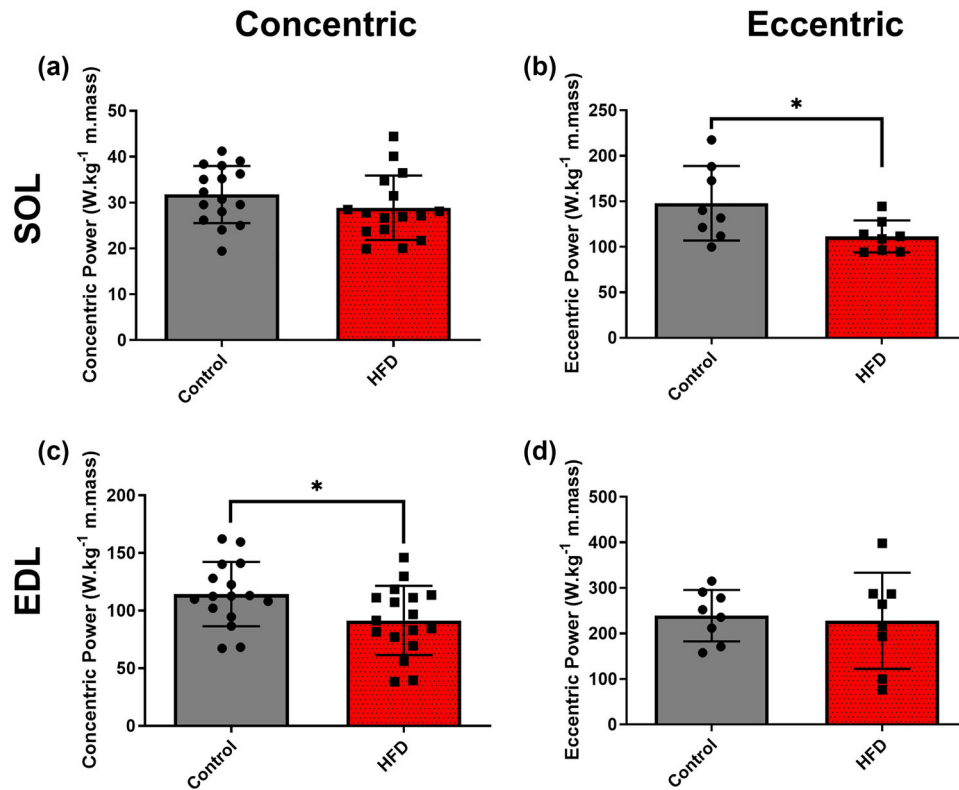 Concentric
Eccentric
SOL
(a)
Concentric Power (W.kg⁻¹ m.mass)
50
40
30
20
10
0
Control
HFD
(b)
Eccentric Power (W.kg⁻¹ m.mass)
250
200
150
100
50
0
*
Control
HFD
EDL
(c)
Concentric Power (W.kg⁻¹ m.mass)
200
150
100
50
0
*
Control
HFD
(d)
Eccentric Power (W.kg⁻¹ m.mass)
500
400
300
200
100
0
Control
HFD